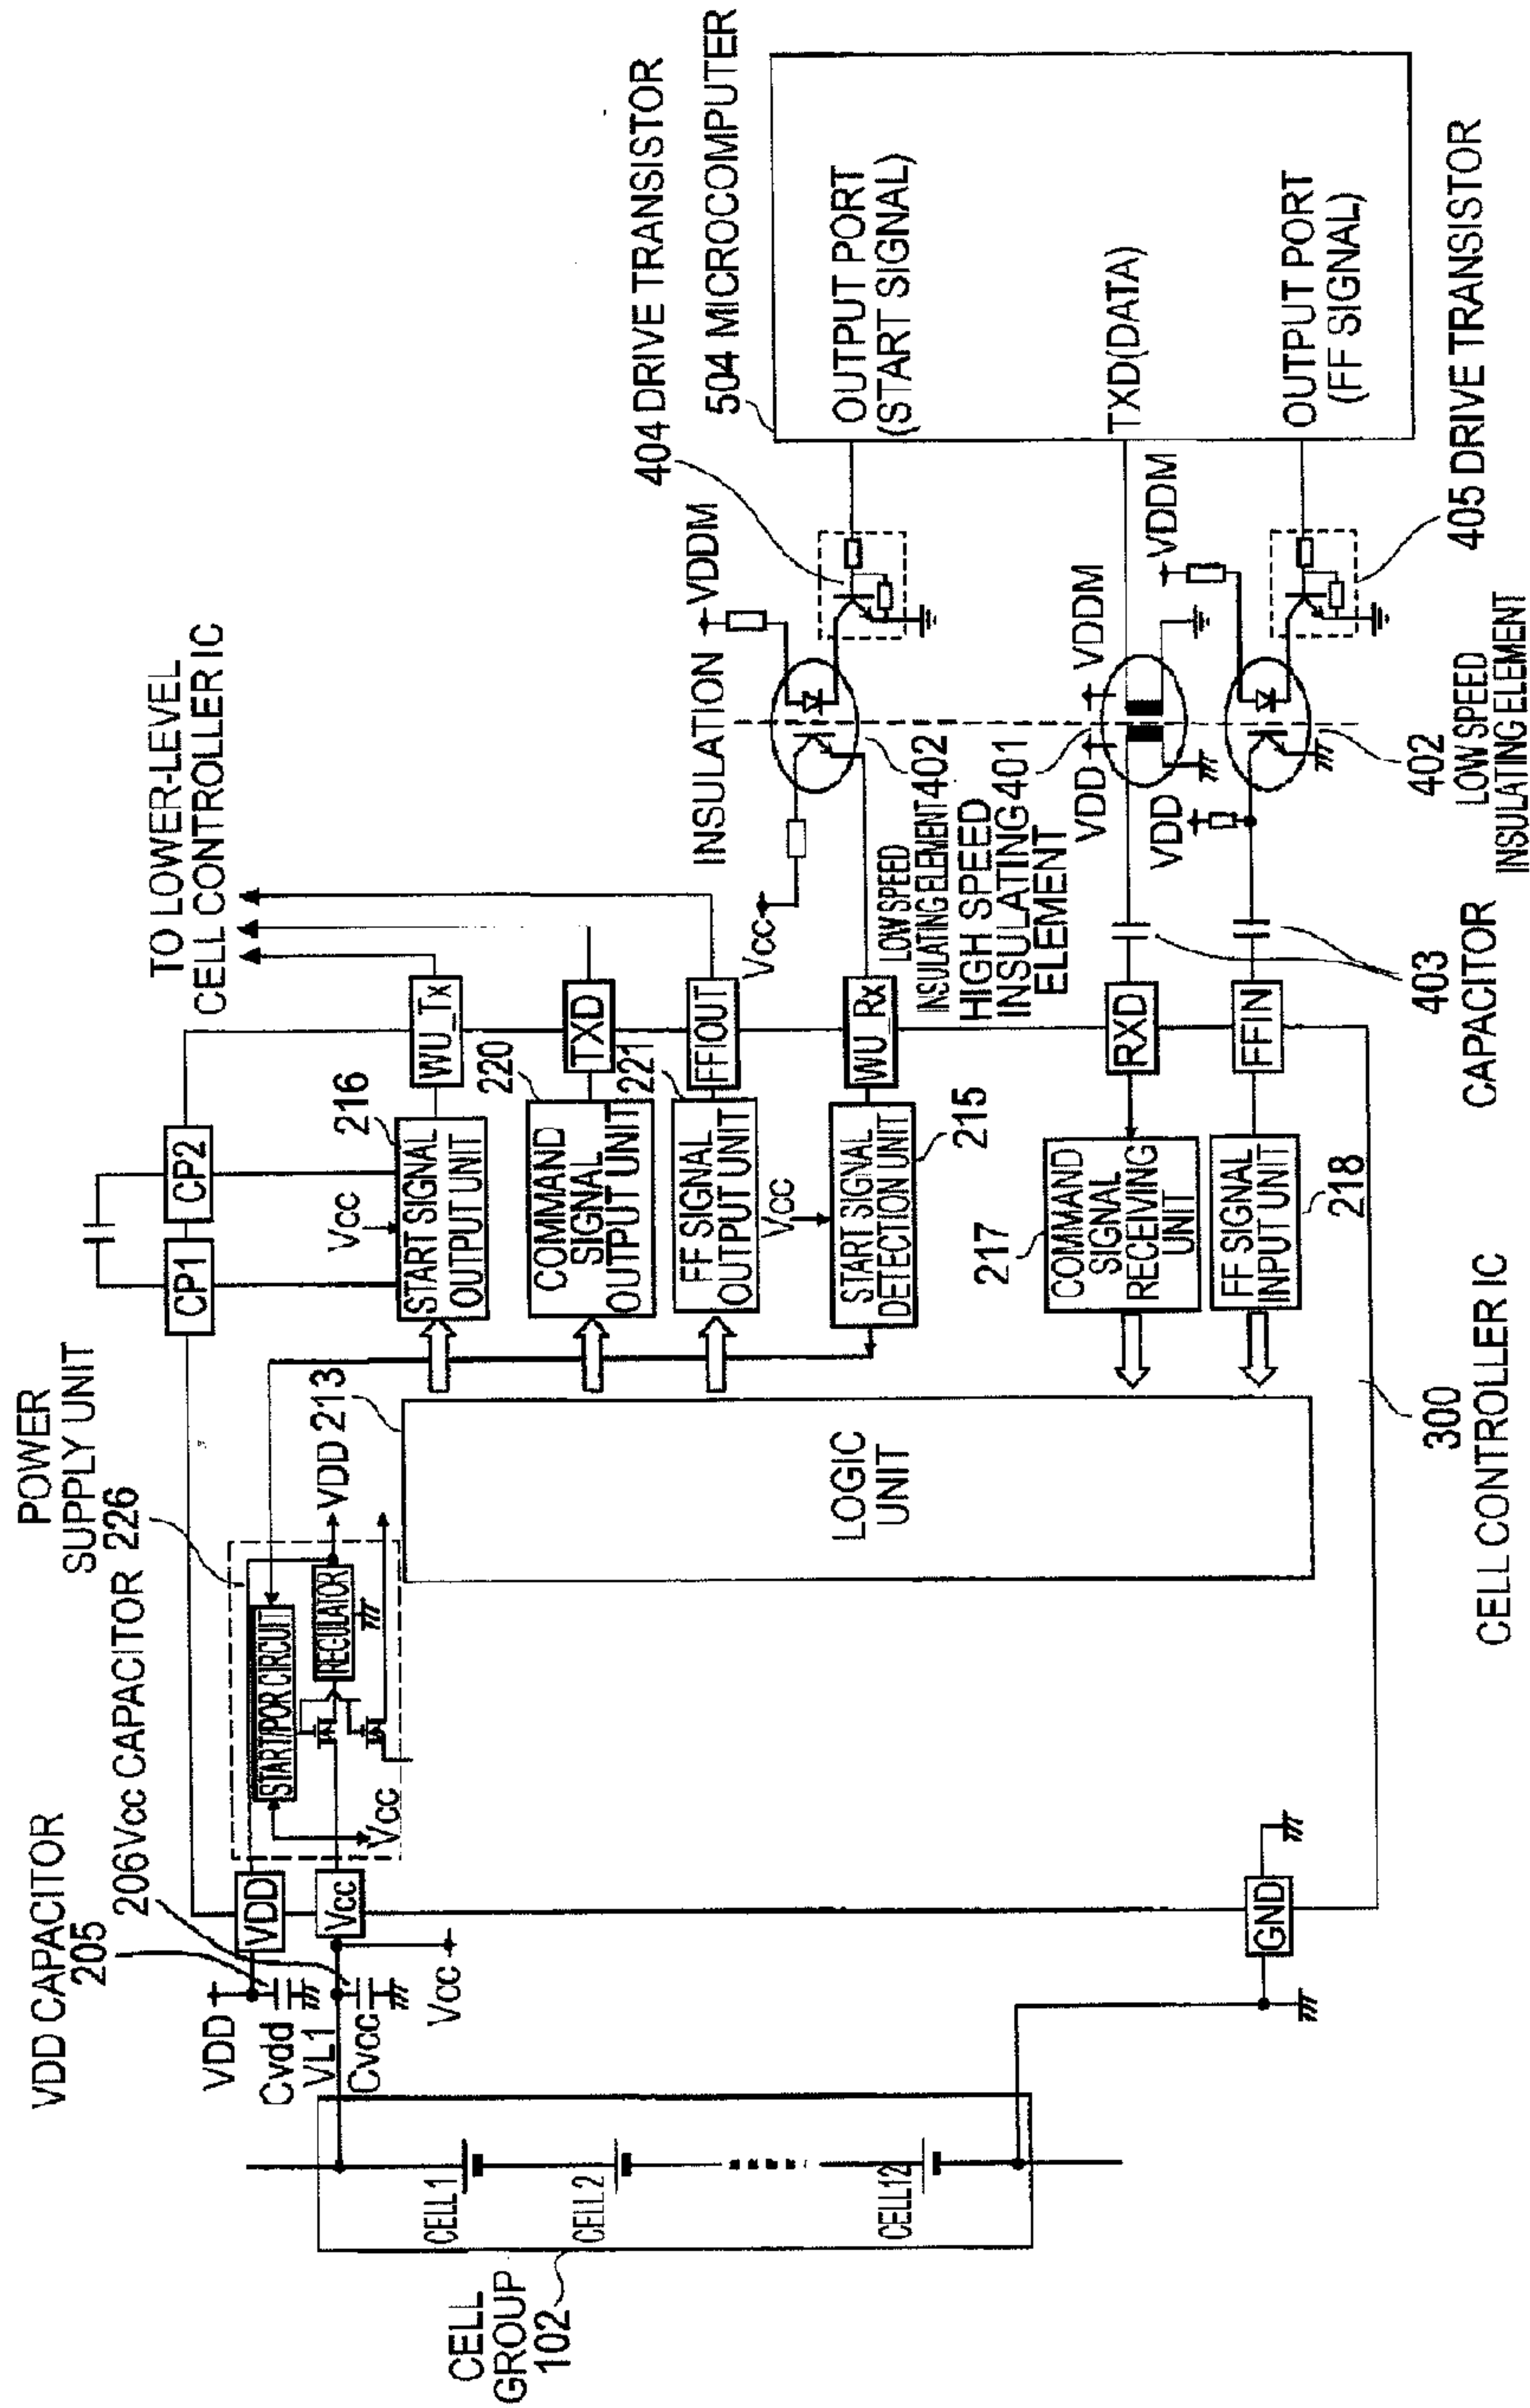 TO LOWER-LEVEL
CELL CONTROLLER IC
POWER
SUPPLY UNIT
226
VDD CAPACITOR
205
206 Vcc CAPACITOR
VDD
Cvdd
VL1
Cvcc
Vcc
CELL
GROUP
102
CELL1
CELL2
CELL12
VDD
Vcc
GND
START/POR CIRCUIT
REGULATOR
Vcc
VDD
213
LOGIC
UNIT
CP1
CP2
Vcc
216
START SIGNAL
OUTPUT UNIT
WU_Tx
220
COMMAND
SIGNAL
OUTPUT UNIT
TXD
221
FF SIGNAL
OUTPUT UNIT
FFIOUT
Vcc
START SIGNAL
DETECTION UNIT
215
WU_Rx
217
COMMAND
SIGNAL
RECEIVING
UNIT
RXD
FF SIGNAL
INPUT UNIT
218
FFIN
300
CELL CONTROLLER IC
Vcc
INSULATION
VDDM
LOW SPEED
INSULATING ELEMENT 402
HIGH SPEED
INSULATING 401
ELEMENT
VDD
VDDM
VDD
VDDM
403
CAPACITOR
402
LOW SPEED
INSULATING ELEMENT
404 DRIVE TRANSISTOR
405 DRIVE TRANSISTOR
504 MICROCOMPUTER
OUTPUT PORT
(START SIGNAL)
TXD(DATA)
OUTPUT PORT
(FF SIGNAL)